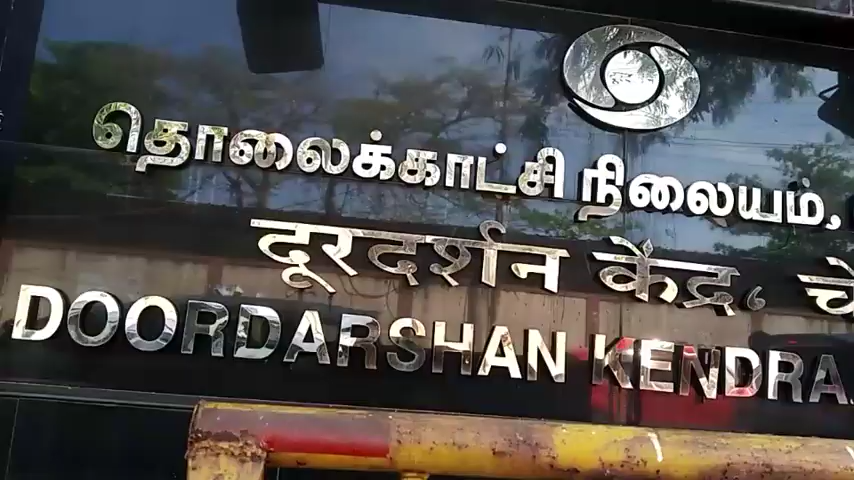 தொலைக்காட்சி நிலையம்,
दूरदर्शन केंद्र,
DOORDARSHAN KENDRA.